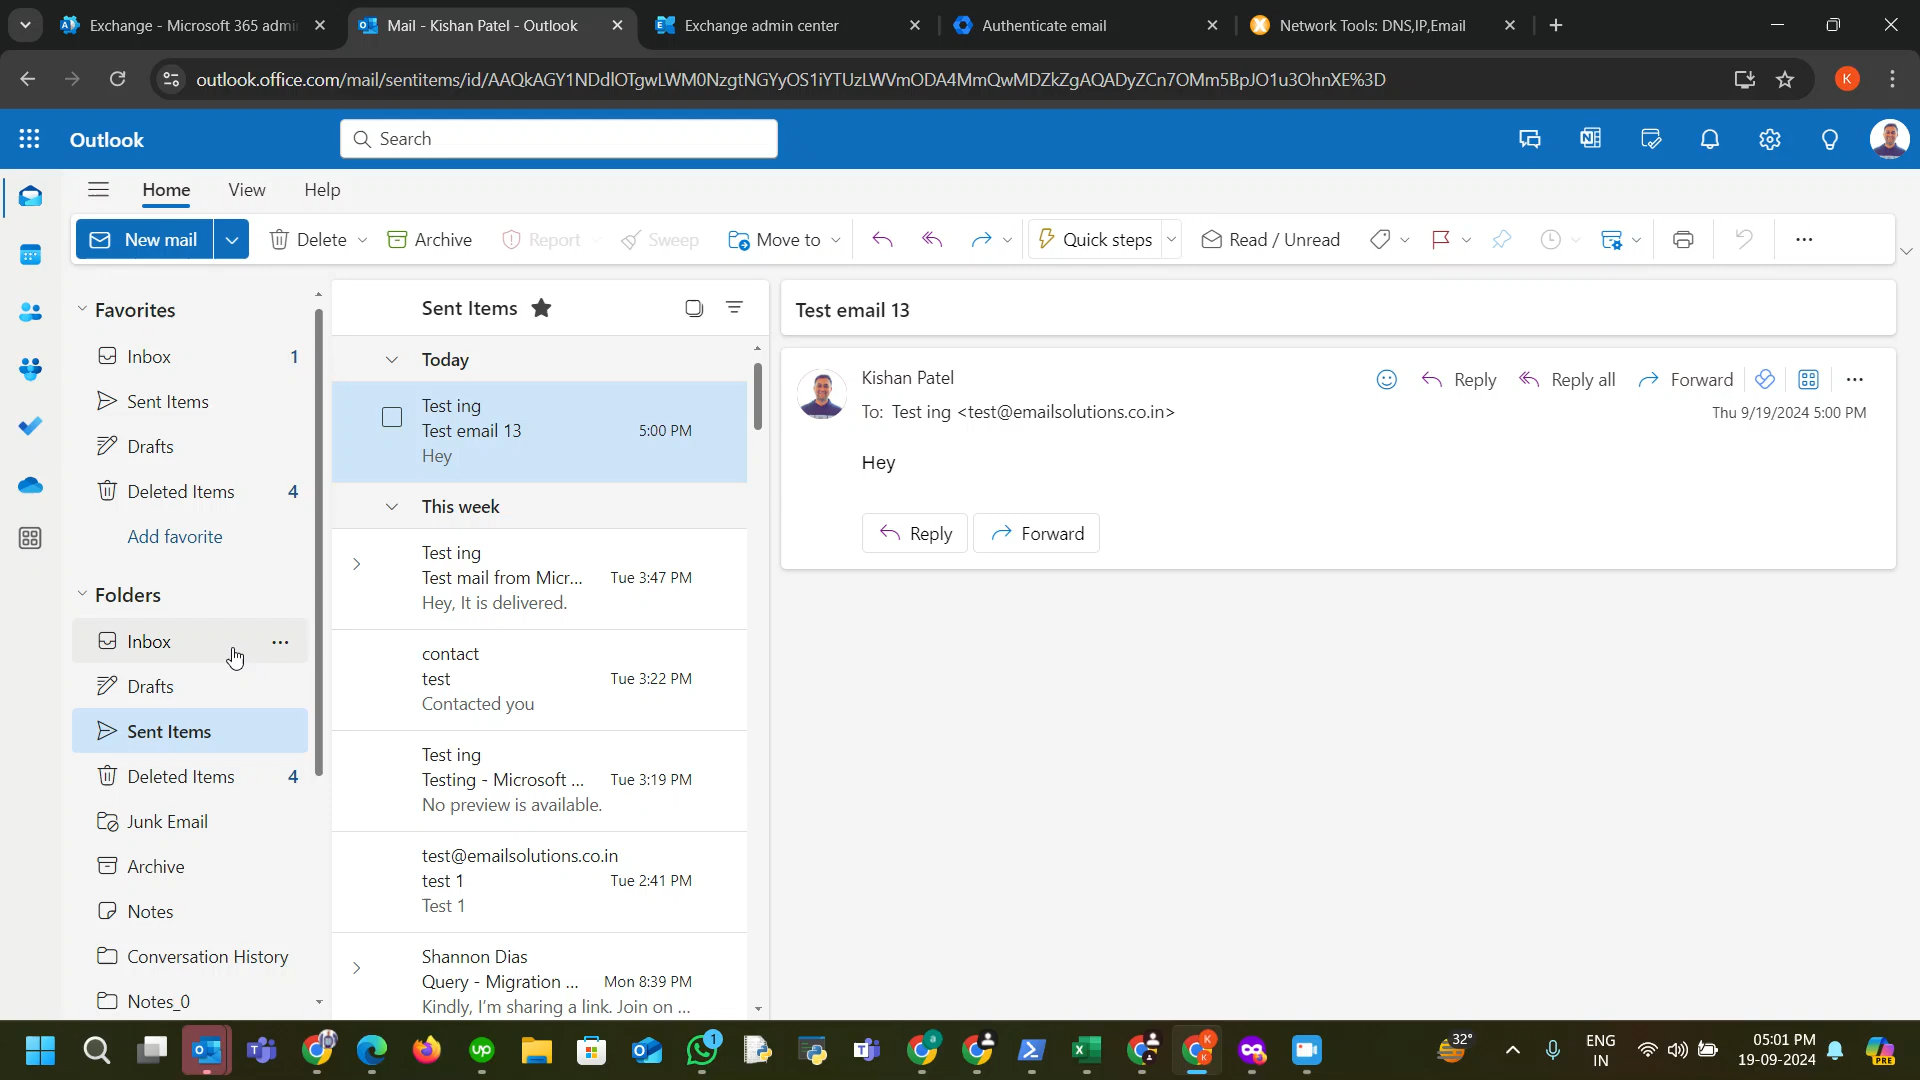 Exchange - Microsoft 365 admi
Mail - Kishan Patel - Outlook
Exchange admin center
Authenticate email
Network Tools: DNS,IP,Email
outlook.office.com/mail/sentitems/id/AAQkAGY1NDdlOTgwLWM0NzgtNGYyOS1iYTUzLWVmODA4MmQwMDZkZgAQADyZCn7OMm5BpJO1u3OhnXE%3D
K
Outlook
Search
Home
View
Help
New mail
Delete
Archive
Report
Sweep
Move to
Quick steps
Read / Unread
Favorites
Inbox 1
Sent Items
Drafts
Deleted Items 4
Add favorite
Folders
Inbox
Drafts
Sent Items
Deleted Items 4
Junk Email
Archive
Notes
Conversation History
Notes_0
Sent Items
Today
Test ing
Test email 13 5:00 PM
Hey
This week
Test ing
Test mail from Micr... Tue 3:47 PM
Hey, It is delivered.
contact
test Tue 3:22 PM
Contacted you
Test ing
Testing - Microsoft ... Tue 3:19 PM
No preview is available.
test@emailsolutions.co.in
test 1 Tue 2:41 PM
Test 1
Shannon Dias
Query - Migration ... Mon 8:39 PM
Kindly, I'm sharing a link. Join on ...
Test email 13
Kishan Patel
Reply
Reply all
Forward
To: Test ing <test@emailsolutions.co.in>
Thu 9/19/2024 5:00 PM
Hey
Reply
Forward
32°
ENG
IN
05:01 PM
19-09-2024